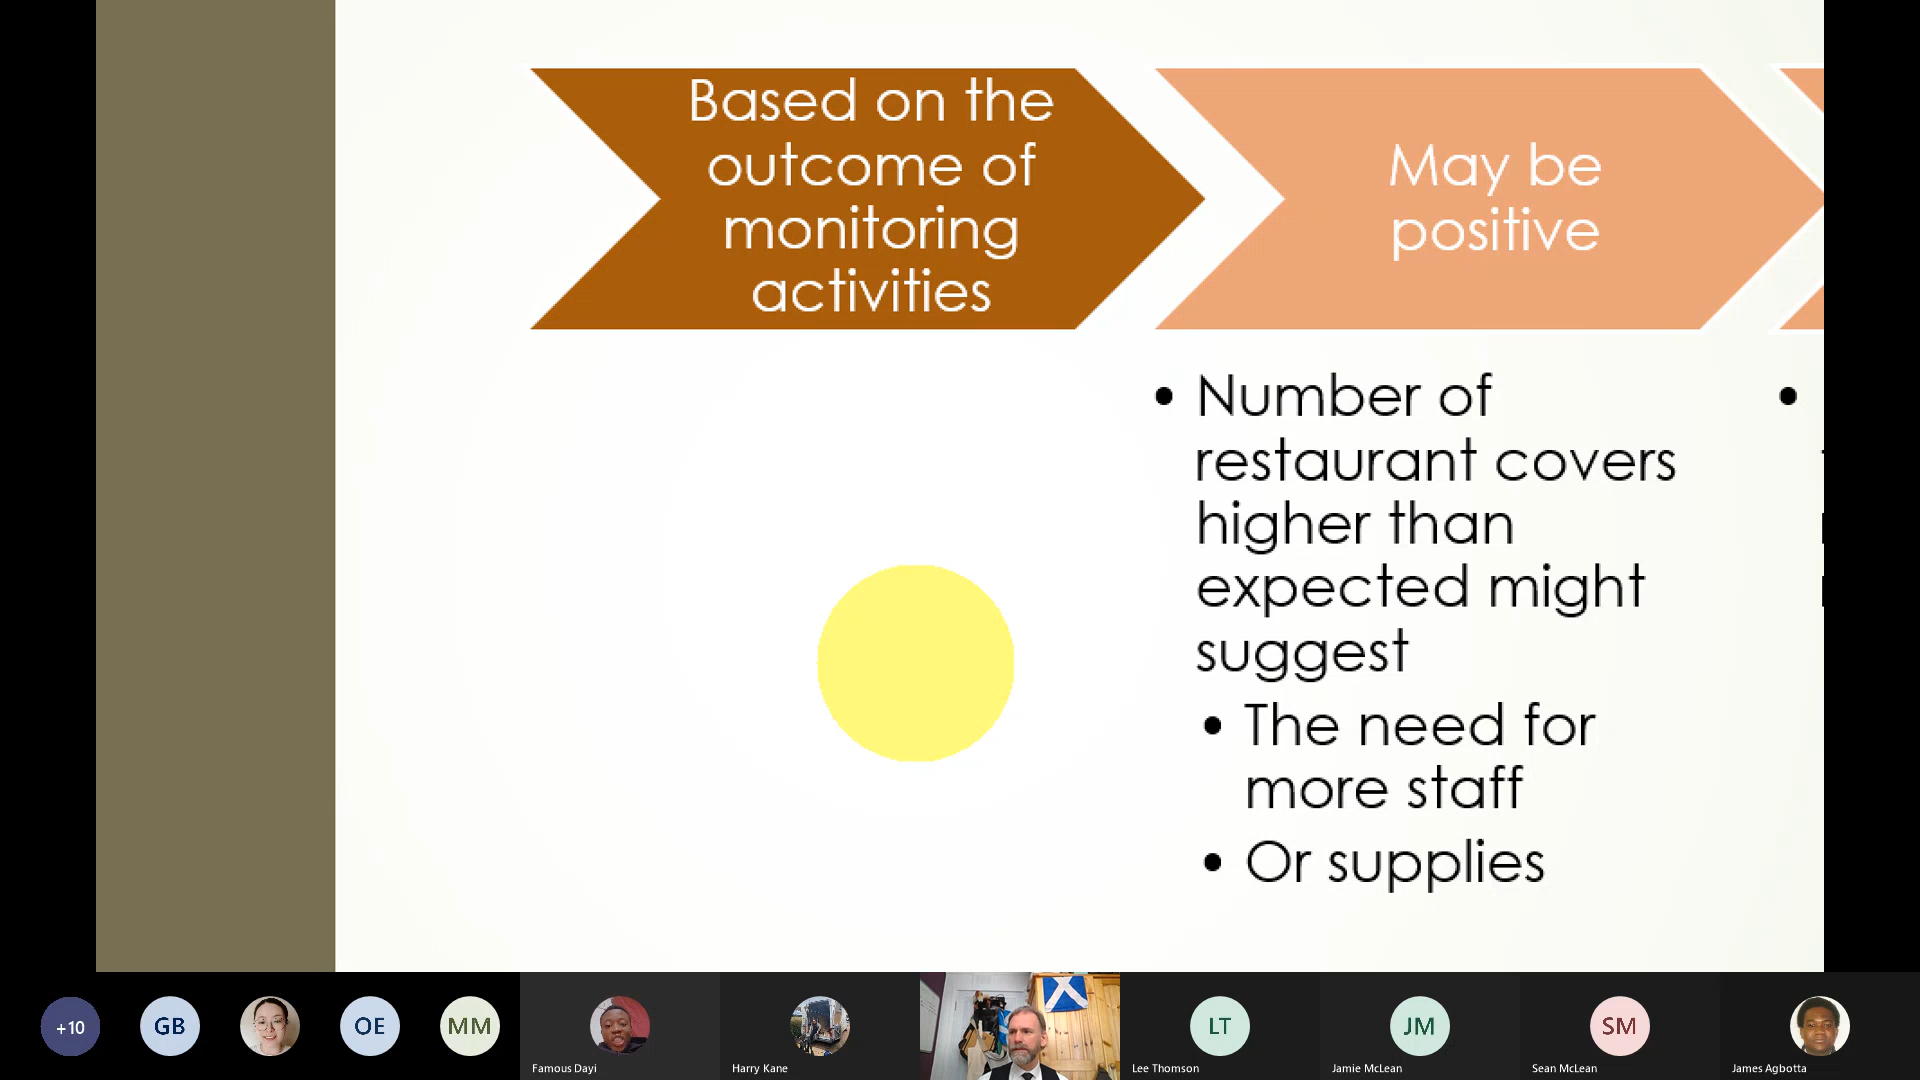 Based on the
outcome of
monitoring
activities
May be
positive
• Number of
restaurant covers
higher than
expected might
suggest
• The need for
more staff
• Or supplies
•
+10
GB
OE
MM
Famous Dayi
Harry Kane
LT
Lee Thomson
JM
Jamie McLean
SM
Sean McLean
James Agbotta